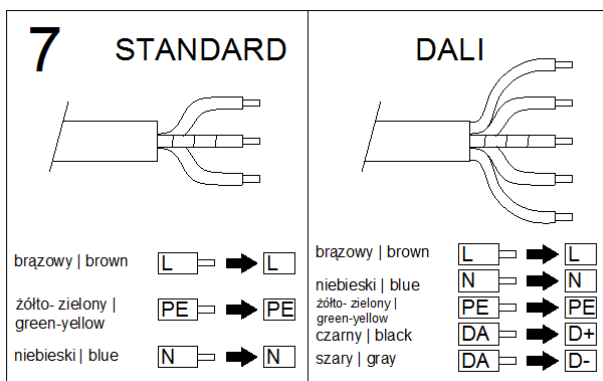 7 STANDARD
brązowy | brown L L
żółto- zielony |
green-yellow PE PE
niebieski | blue N N
DALI
brązowy | brown L L
niebieski | blue N N
żółto- zielony |
green-yellow PE PE
czarny | black DA D+
szary | gray DA D-